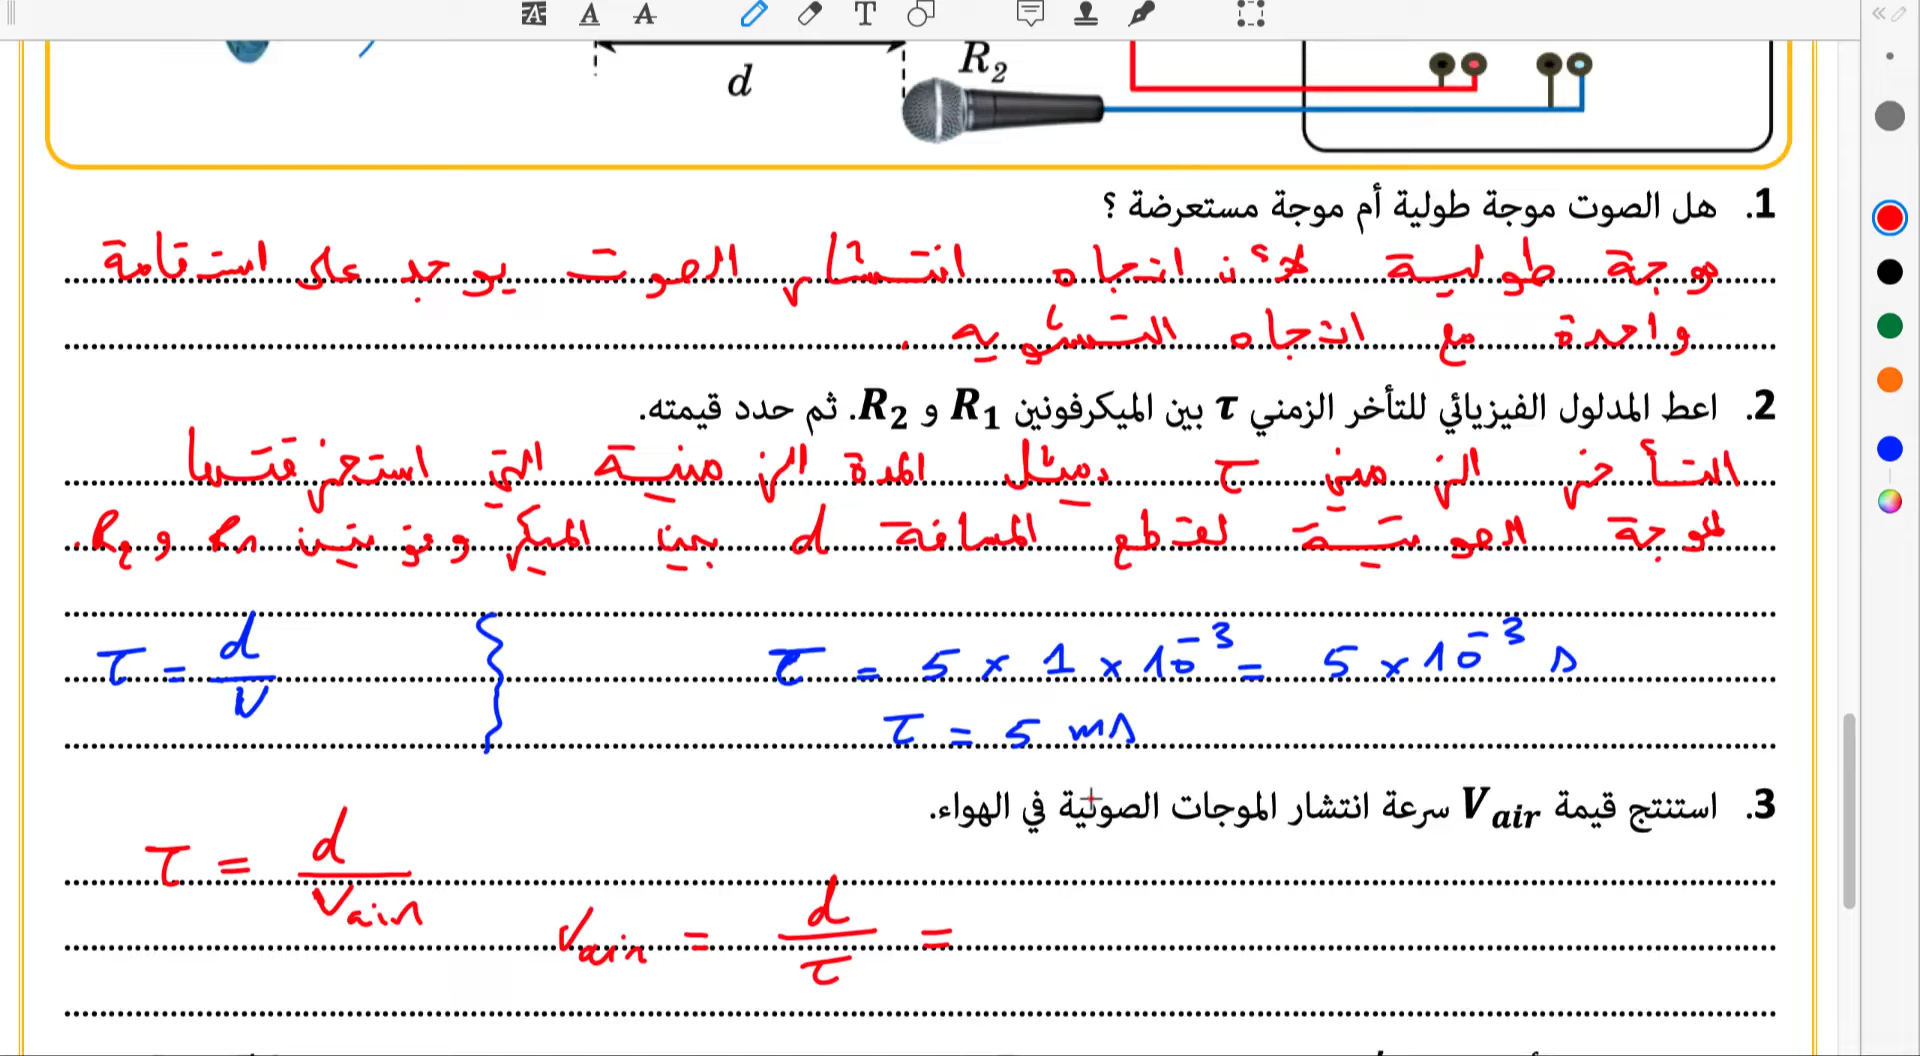 d
R2
1. هل الصوت موجة طولية أم موجة مستعرضة ؟
موجة طولية لأن اتجاه انتشار الصوت يوجد على استقامة
واحدة مع اتجاه التشويه .
2. اعط المدلول الفيزيائي للتأخر الزمني τ بين الميكرفونين R1 و R2. ثم حدد قيمته.
التأخر الزمني τ يمثل المدة الزمنية التي استغرقتها
الموجة الصوتية لقطع المسافة d بين الميكروفونين R1 و R2.
τ = d/V } τ = 5 × 1 × 10^-3 = 5 × 10^-3 s
τ = 5 ms
3. استنتج قيمة Vair سرعة انتشار الموجات الصوتية في الهواء.
τ = d/Vair
Vair = d/τ =